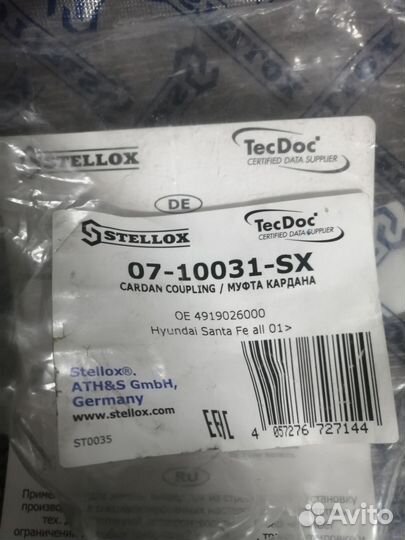 STELLOX
TecDoc
CERTIFIED DATA SUPPLIER
DE
STELLOX
TecDoc
CERTIFIED DATA SUPPLIER
07-10031-SX
CARDAN COUPLING / МУФТА КАРДАНА
OE 4919026000
Hyundai Santa Fe all 01>
Stellox®.
ATH&S GmbH,
Germany
www.stellox.com
ST0035
EAC
4 057276 727144
RU
Avito